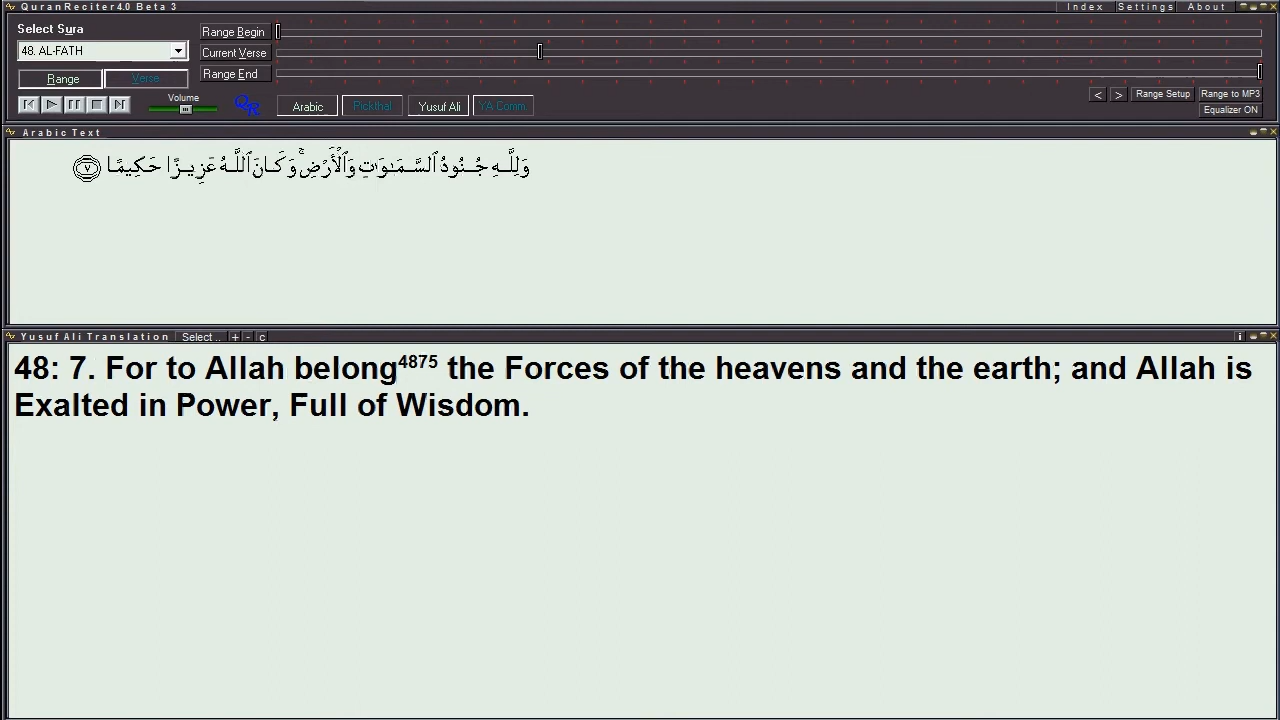 QuranReciter4.0 Beta 3
Index Settings About
Select Sura
48. AL-FATH
Range Verse
Range Begin
Current Verse
Range End
Volume
QR
Arabic Pickthal Yusuf Ali YA Comm.
< > Range Setup Range to MP3
Equalizer ON
Arabic Text
وَلِلَّهِ جُنُودُ ٱلسَّمَٰوَٰتِ وَٱلْأَرْضِ ۚ وَكَانَ ٱللَّهُ عَزِيزًا حَكِيمًا ٧
Yusuf Ali Translation Select .. + - c i
48: 7. For to Allah belong4875 the Forces of the heavens and the earth; and Allah is
Exalted in Power, Full of Wisdom.